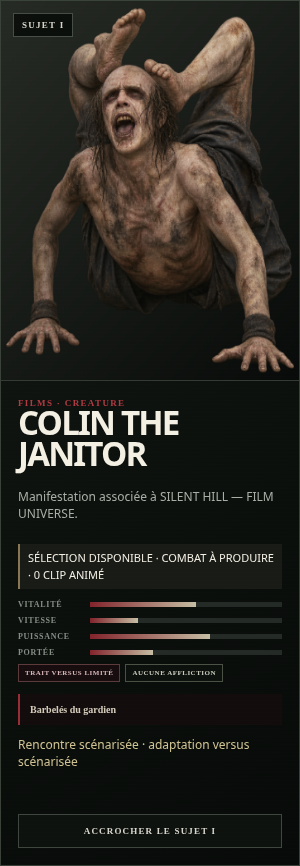 SUJET I
FILMS · CREATURE
COLIN THE
JANITOR
Manifestation associée à SILENT HILL — FILM
UNIVERSE.
SÉLECTION DISPONIBLE · COMBAT À PRODUIRE
· 0 CLIP ANIMÉ
VITALITÉ
VITESSE
PUISSANCE
PORTÉE
TRAIT VERSUS LIMITÉ
AUCUNE AFFLICTION
Barbelés du gardien
Rencontre scénarisée · adaptation versus
scénarisée
ACCROCHER LE SUJET I